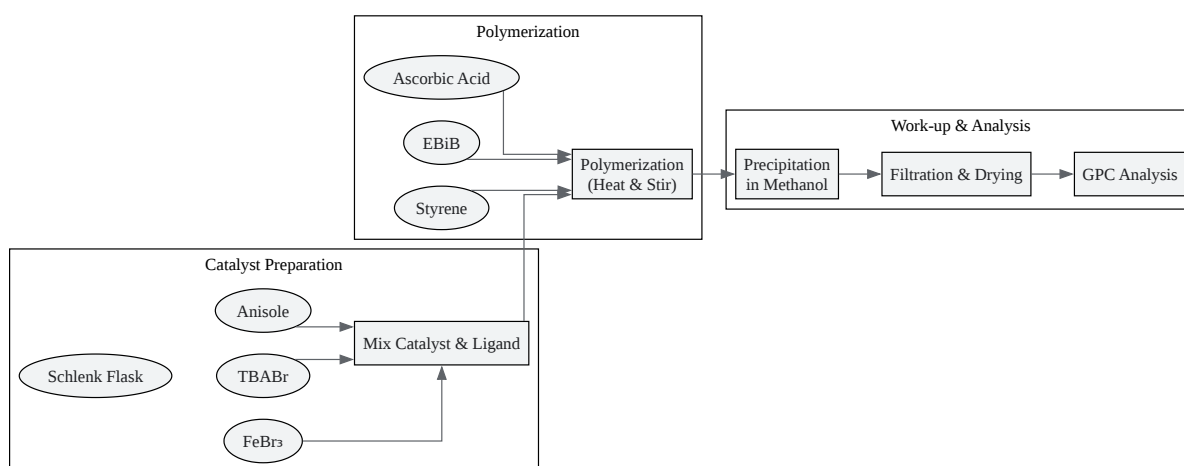 Polymerization
Ascorbic Acid
EBiB
Styrene
Polymerization
(Heat & Stir)
Work-up & Analysis
Precipitation
in Methanol
Filtration & Drying
GPC Analysis
Catalyst Preparation
Anisole
Schlenk Flask
TBABr
FeBr₃
Mix Catalyst & Ligand